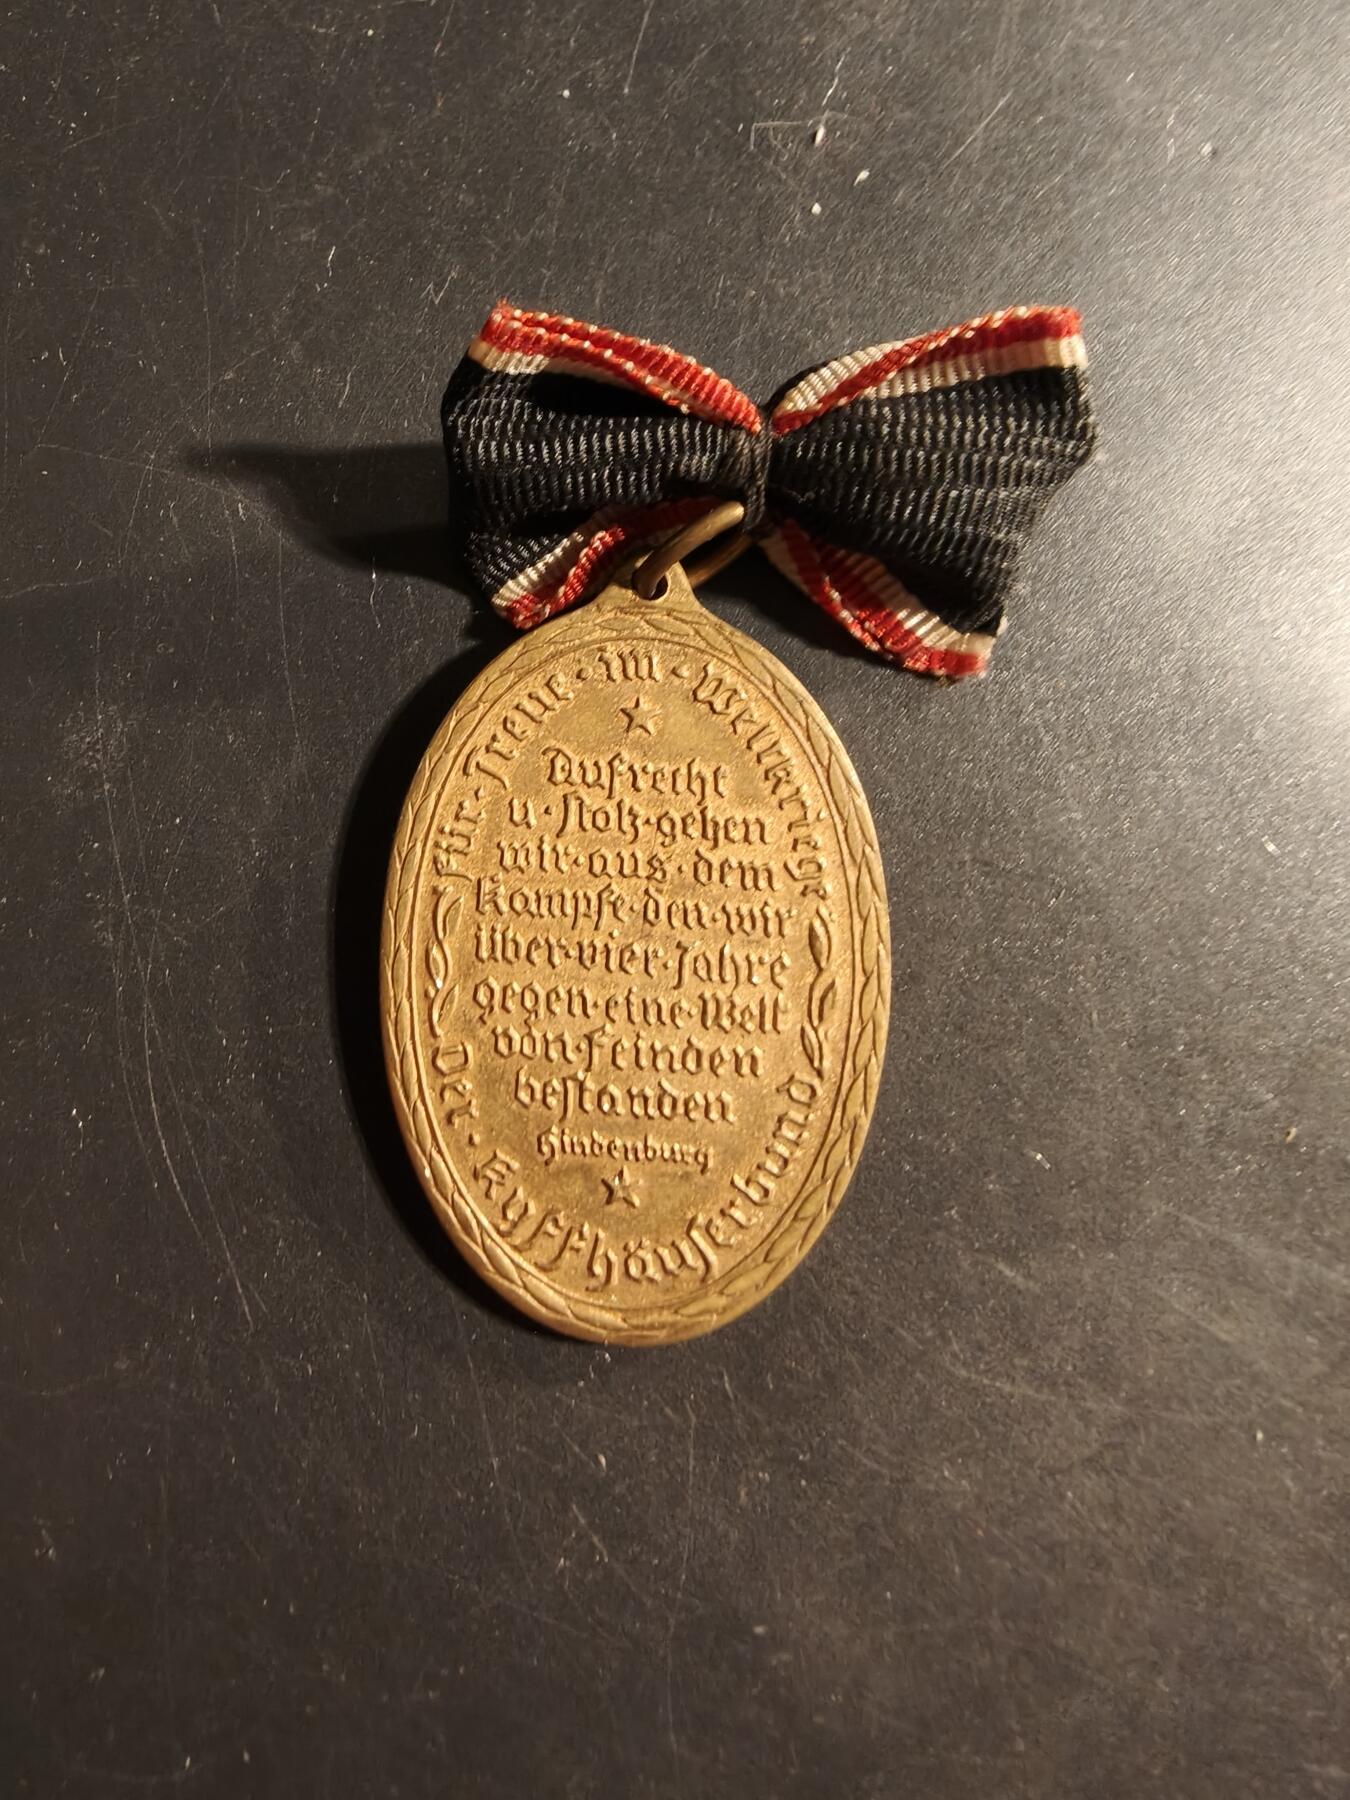 Für · Treue · im · Weltkriege
Aufrecht
u · stolz · gehen
wir · aus · dem
Kampfe · den · wir
über · vier · Jahre
gegen · eine · Welt
von · Feinden
bestanden
Hindenburg
Der · Kyffhäuserbund